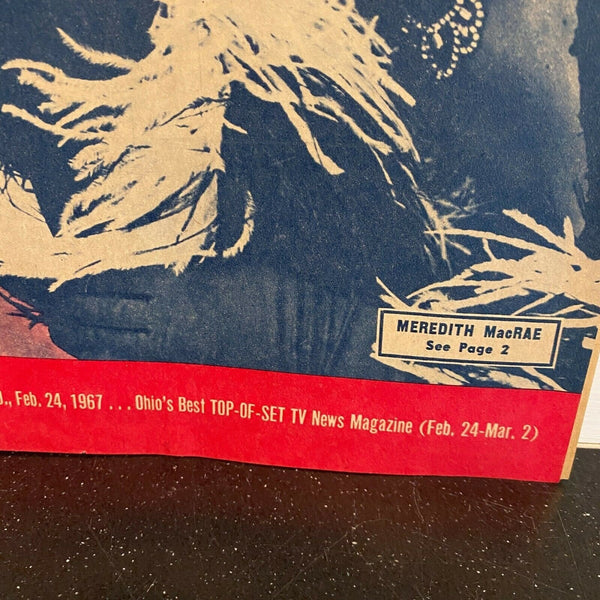 MEREDITH MacRAE
See Page 2
Feb. 24, 1967 . . . Ohio's Best TOP-OF-SET TV News Magazine (Feb. 24-Mar. 2)